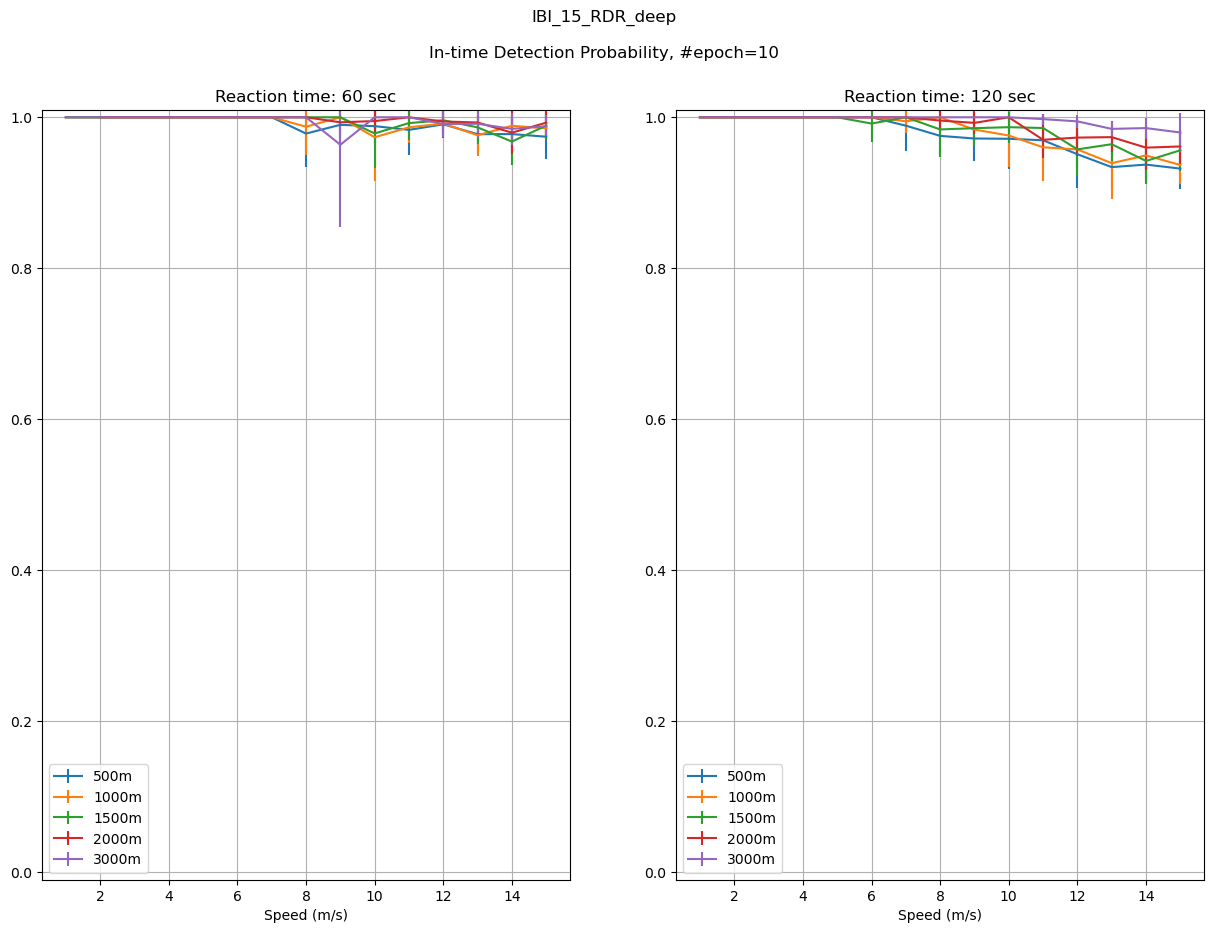 IBI_15_RDR_deep
In-time Detection Probability, #epoch=10
Reaction time: 60 sec
1.0
0.8
0.6
0.4
0.2
0.0
500m
1000m
1500m
2000m
3000m
2 4 6 8 10 12 14
Speed (m/s)
Reaction time: 120 sec
1.0
0.8
0.6
0.4
0.2
0.0
500m
1000m
1500m
2000m
3000m
2 4 6 8 10 12 14
Speed (m/s)